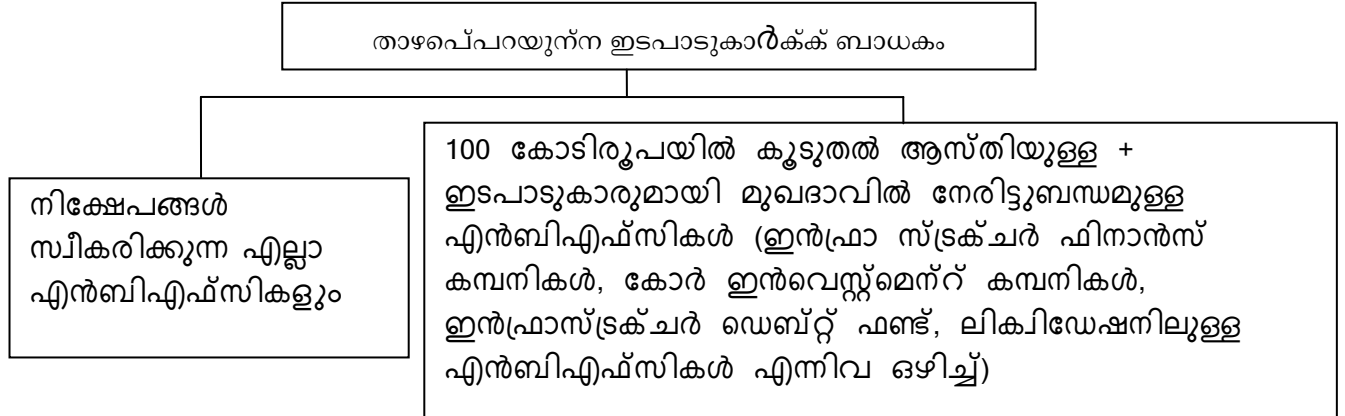 താഴപെ്പറയുന്ന ഇടപാടുകാർക്ക് ബാധകം
നിക്ഷേപങ്ങൾ
സ്വീകരിക്കുന്ന എല്ലാ
എൻബിഎഫ്സികളും
100 കോടിരൂപയിൽ കൂടുതൽ ആസ്തിയുള്ള +
ഇടപാടുകാരുമായി മുഖദാവിൽ നേരിട്ടുബന്ധമുള്ള
എൻബിഎഫ്സികൾ (ഇൻഫ്രാ സ്ട്രക്ചർ ഫിനാൻസ്
കമ്പനികൾ, കോർ ഇൻവെസ്റ്റ്മെന്റ് കമ്പനികൾ,
ഇൻഫ്രാസ്ട്രക്ചർ ഡെബ്റ്റ് ഫണ്ട്, ലിക്വിഡേഷനിലുള്ള
എൻബിഎഫ്സികൾ എന്നിവ ഒഴിച്ച്)